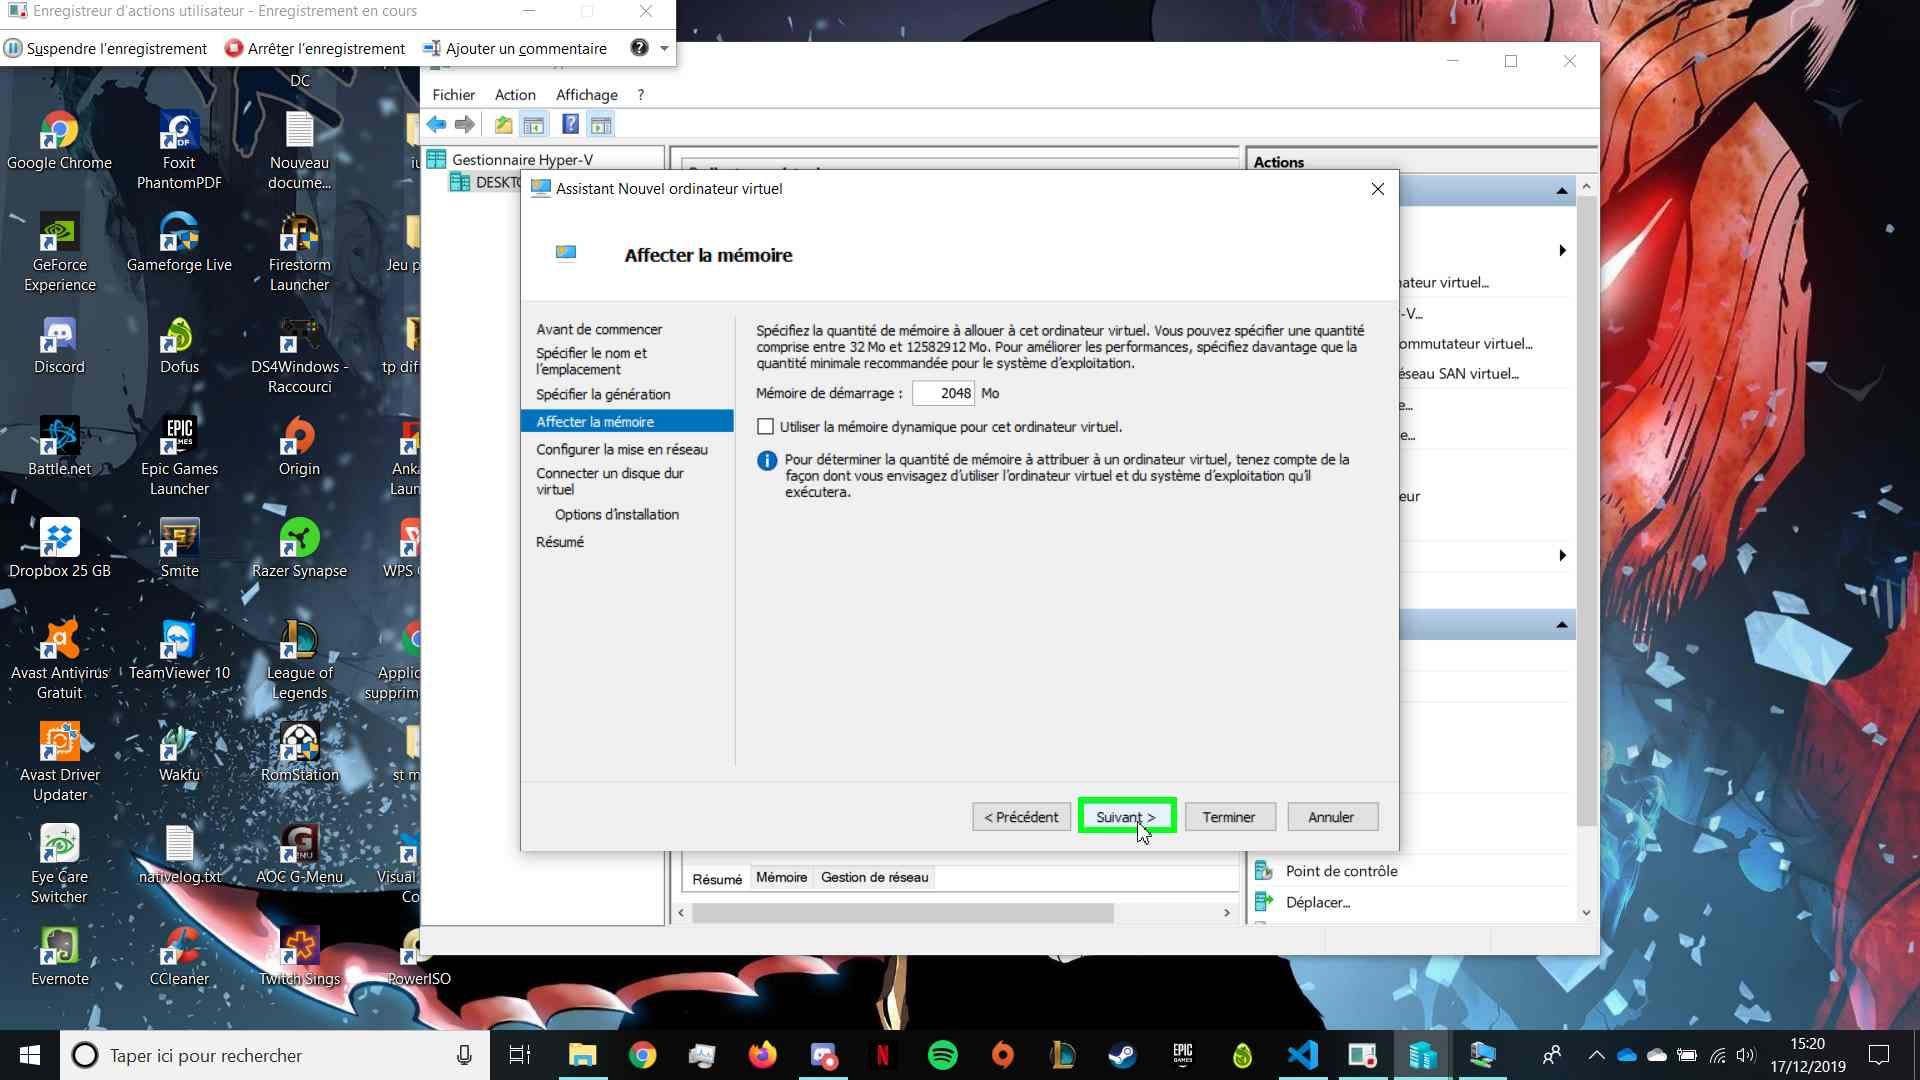 Enregistreur d'actions utilisateur - Enregistrement en cours
Suspendre l'enregistrement
Arrêter l'enregistrement
Ajouter un commentaire
DC
Google Chrome
Foxit PhantomPDF
Nouveau docume...
GeForce Experience
Gameforge Live
Firestorm Launcher
Jeu p
Discord
Dofus
DS4Windows - Raccourci
tp dif
Battle.net
Epic Games Launcher
Origin
Anka
Laun
Dropbox 25 GB
Smite
Razer Synapse
WPS
Avast Antivirus Gratuit
TeamViewer 10
League of Legends
Applic
supprim
Avast Driver Updater
Wakfu
RomStation
st m
Eye Care Switcher
nativelog.txt
AOC G-Menu
Visual
Co
Evernote
CCleaner
Twitch Sings
PowerISO
Fichier Action Affichage ?
Gestionnaire Hyper-V
DESKTO
Actions
ateur virtuel...
-V...
ommutateur virtuel...
éseau SAN virtuel...
e...
e...
eur
Point de contrôle
Déplacer...
Résumé Mémoire Gestion de réseau
Assistant Nouvel ordinateur virtuel
Affecter la mémoire
Avant de commencer
Spécifier le nom et
l'emplacement
Spécifier la génération
Affecter la mémoire
Configurer la mise en réseau
Connecter un disque dur
virtuel
Options d'installation
Résumé
Spécifiez la quantité de mémoire à allouer à cet ordinateur virtuel. Vous pouvez spécifier une quantité
comprise entre 32 Mo et 12582912 Mo. Pour améliorer les performances, spécifiez davantage que la
quantité minimale recommandée pour le système d'exploitation.
Mémoire de démarrage : 2048 Mo
Utiliser la mémoire dynamique pour cet ordinateur virtuel.
Pour déterminer la quantité de mémoire à attribuer à un ordinateur virtuel, tenez compte de la
façon dont vous envisagez d'utiliser l'ordinateur virtuel et du système d'exploitation qu'il
exécutera.
< Précédent Suivant > Terminer Annuler
Taper ici pour rechercher
15:20
17/12/2019